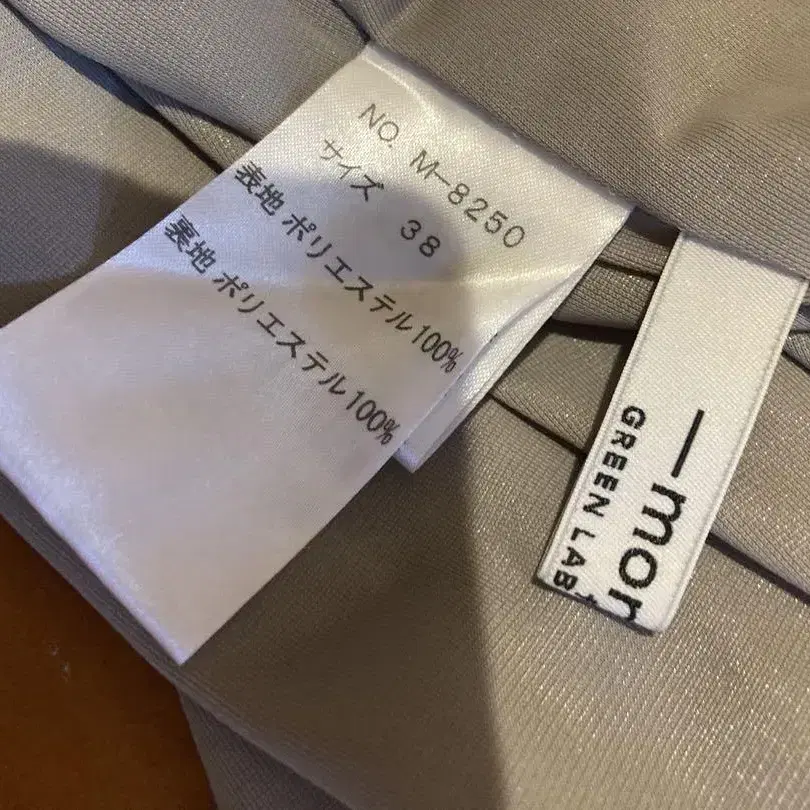 NO. M-8250
サイズ 38
表地 ポリエステル100%
裏地 ポリエステル100%
—mor
GREEN LAB